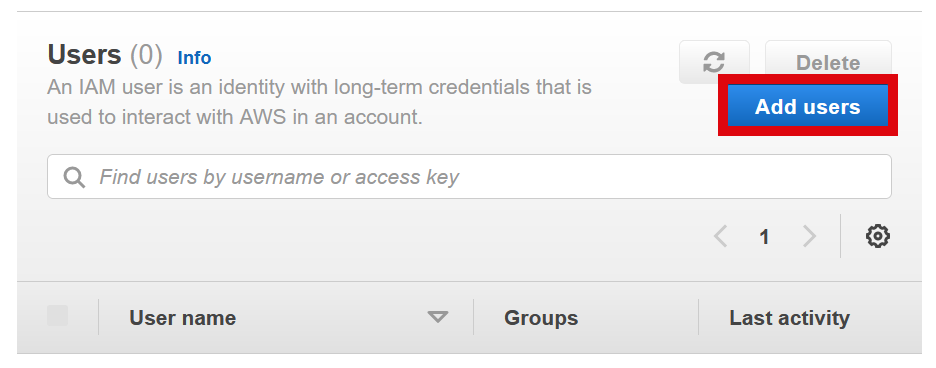 Users (0) Info
Delete
An IAM user is an identity with long-term credentials that is
used to interact with AWS in an account.
Add users
Find users by username or access key
1
User name Groups Last activity